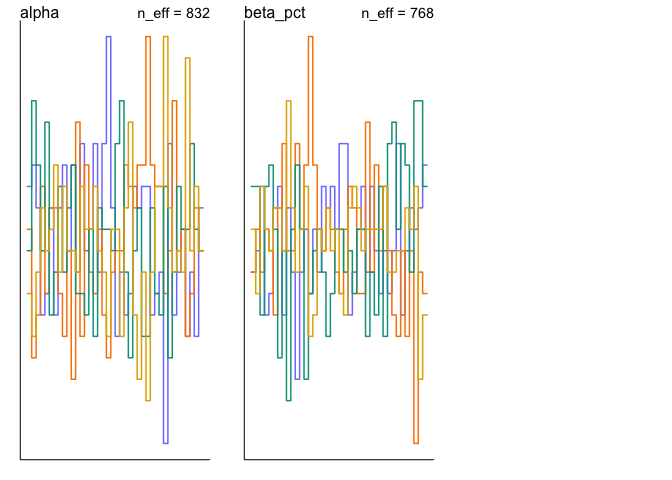 alpha n_eff = 832
beta_pct n_eff = 768